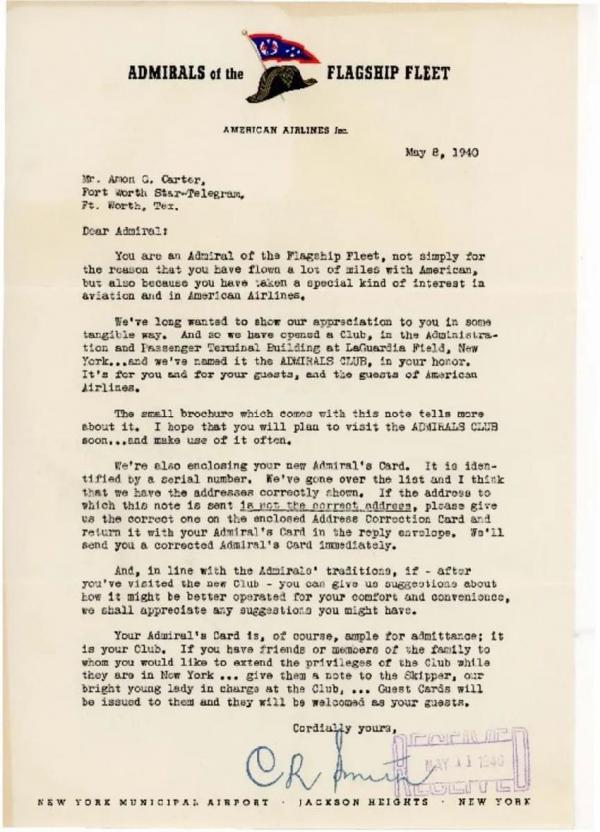 ADMIRALS of the FLAGSHIP FLEET
AMERICAN AIRLINES Inc.
May 8, 1940
Mr. Amon G. Carter,
Fort Worth Star-Telegram,
Ft. Worth, Tex.
Dear Admiral:
You are an Admiral of the Flagship Fleet, not simply for
the reason that you have flown a lot of miles with American,
but also because you have taken a special kind of interest in
aviation and in American Airlines.
We've long wanted to show our appreciation to you in some
tangible way. And so we have opened a Club, in the Administra-
tion and Passenger Terminal Building at LaGuardia Field, New
York...and we've named it the ADMIRALS CLUB, in your honor.
It's for you and for your guests, and the guests of American
Airlines.
The small brochure which comes with this note tells more
about it. I hope that you will plan to visit the ADMIRALS CLUB
soon...and make use of it often.
We're also enclosing your new Admiral's Card. It is iden-
tified by a serial number. We've gone over the list and I think
that we have the addresses correctly shown. If the address to
which this note is sent is not the correct address, please give
us the correct one on the enclosed Address Correction Card and
return it with your Admiral's Card in the reply envelope. We'll
send you a corrected Admiral's Card immediately.
And, in line with the Admirals' traditions, if - after
you've visited the new Club - you can give us suggestions about
how it might be better operated for your comfort and convenience,
we shall appreciate any suggestions you might have.
Your Admiral's Card is, of course, ample for admittance; it
is your Club. If you have friends or members of the family to
whom you would like to extend the privileges of the Club while
they are in New York ... give them a note to the Skipper, our
bright young lady in charge at the Club, ... Guest Cards will
be issued to them and they will be welcomed as your guests.
Cordially yours,
C R Smith
MAY 11 1940
RECEIVED
NEW YORK MUNICIPAL AIRPORT · JACKSON HEIGHTS · NEW YORK